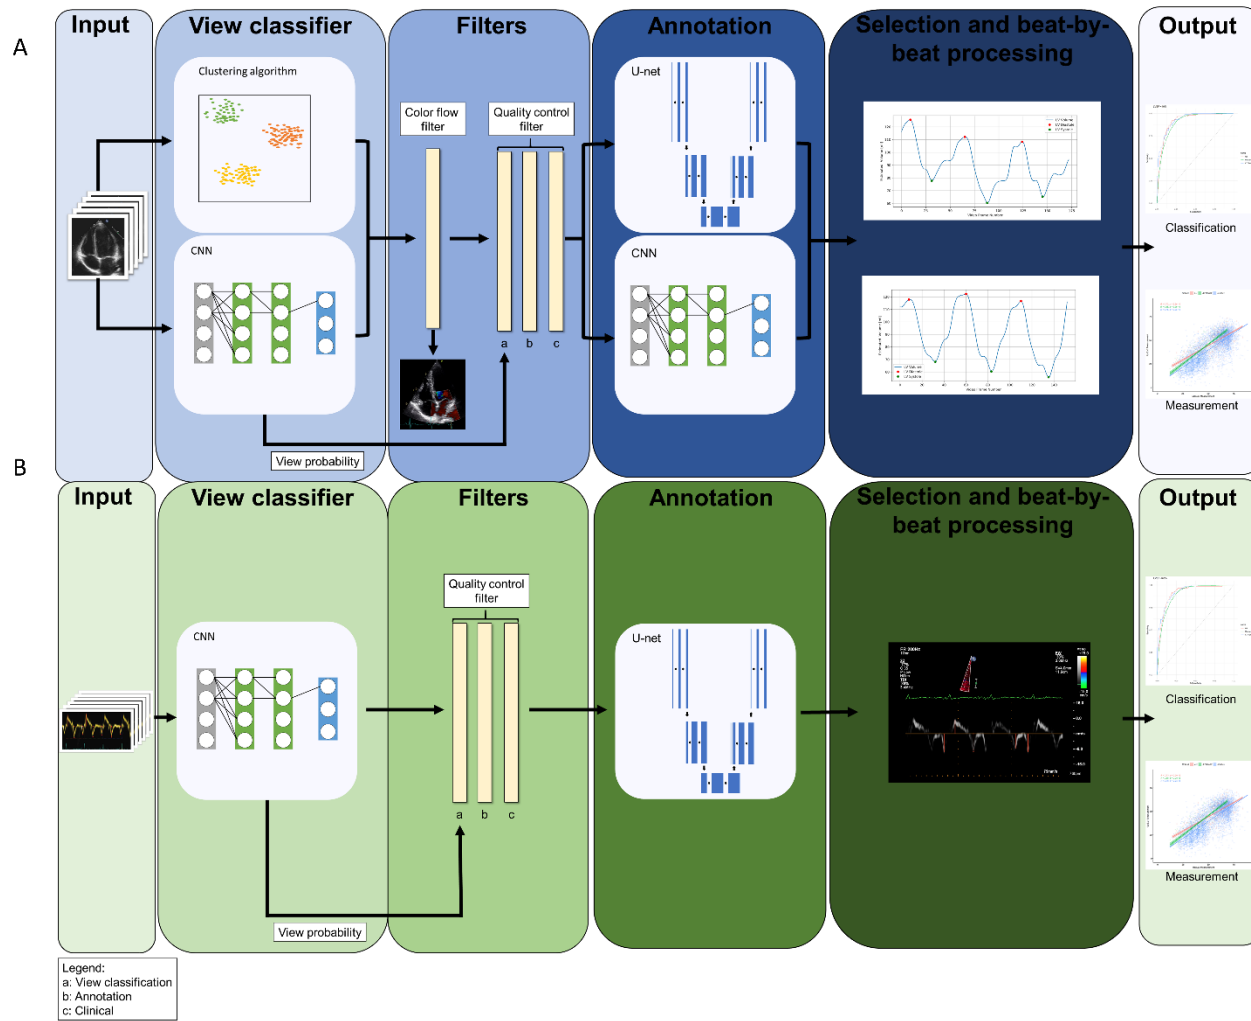 A
Input
View classifier
Filters
Annotation
Selection and beat-by-
beat processing
Output
Clustering algorithm
Color flow
filter
Quality control
filter
U-net
CNN
CNN
a
b
c
View probability
Classification
Measurement
B
Input
View classifier
Filters
Annotation
Selection and beat-by-
beat processing
Output
Quality control
filter
CNN
U-net
a
b
c
View probability
Classification
Measurement
Legend:
a: View classification
b: Annotation
c: Clinical